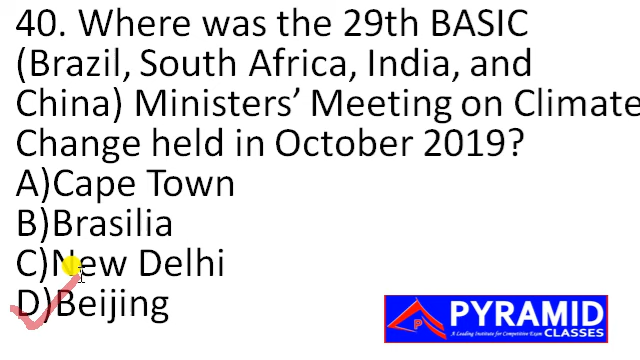 40. Where was the 29th BASIC
(Brazil, South Africa, India, and
China) Ministers’ Meeting on Climate
Change held in October 2019?
A)Cape Town
B)Brasilia
C)New Delhi
D)Beijing
P
PYRAMID
A Leading Institute for Competitive Exam
CLASSES